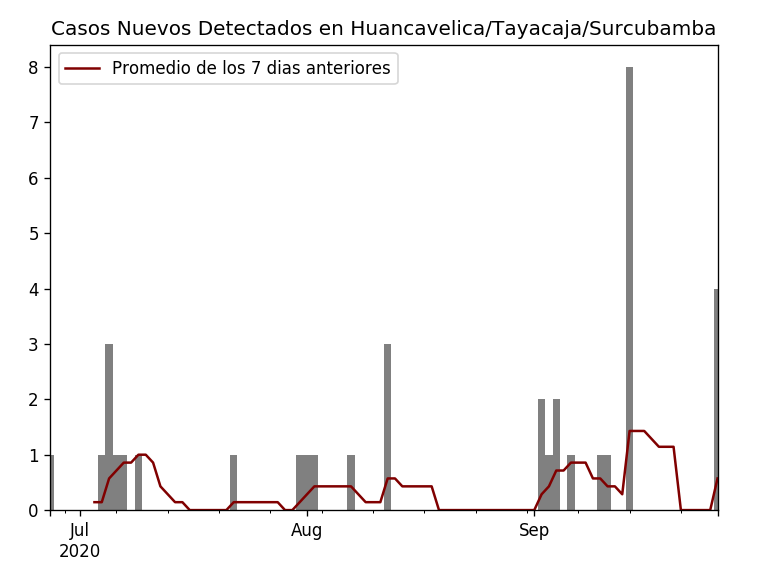 Casos Nuevos Detectados en Huancavelica/Tayacaja/Surcubamba
Promedio de los 7 dias anteriores
8
7
6
5
4
3
2
1
0
Jul
Aug
Sep
2020